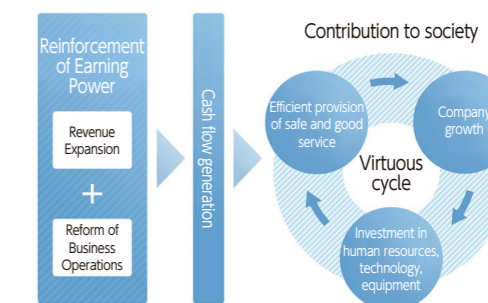 Reinforcement
of Earning
Power
Revenue
Expansion
+
Reform of
Business
Operations
Cash flow generation
Contribution to society
Efficient provision
of safe and good
service
Company
growth
Virtuous
cycle
Investment in
human resources,
technology,
equipment